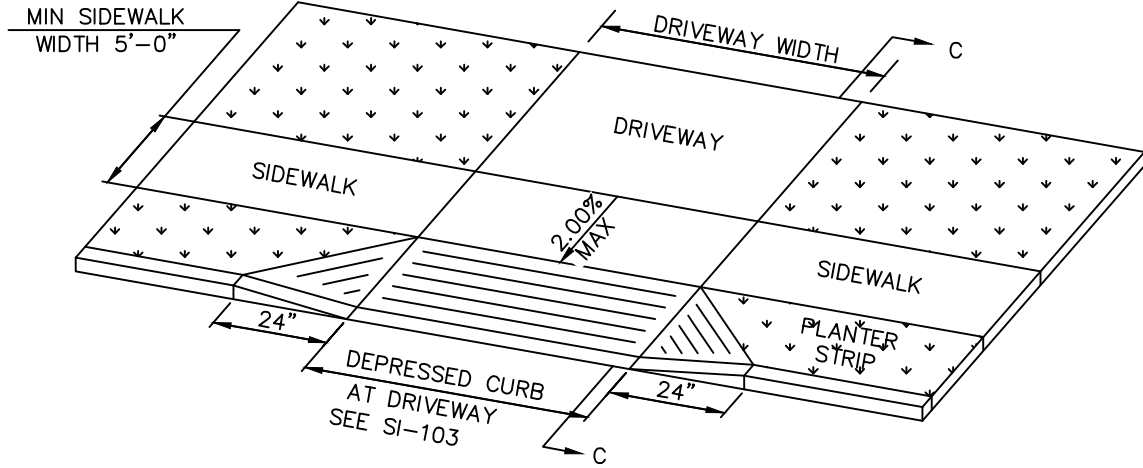 MIN SIDEWALK
WIDTH 5'-0"
DRIVEWAY WIDTH
C
DRIVEWAY
SIDEWALK
2.00%
MAX
SIDEWALK
PLANTER
STRIP
24"
DEPRESSED CURB
AT DRIVEWAY
SEE SI-103
24"
C